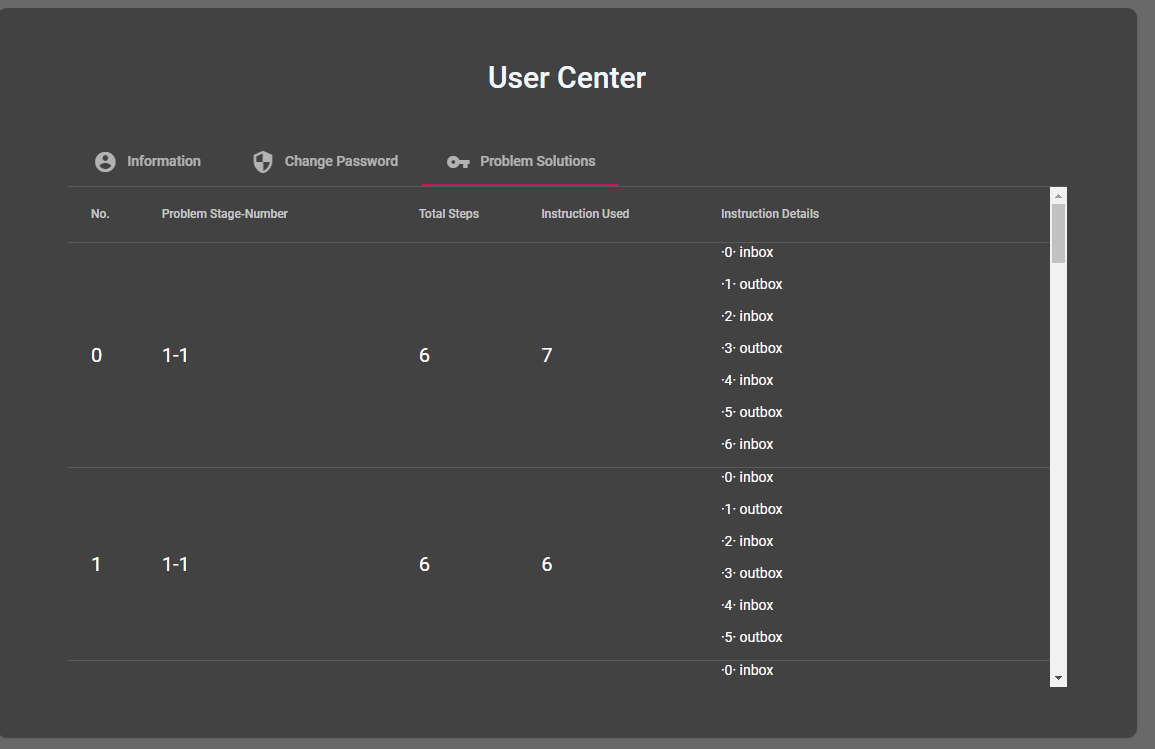 User Center
Information Change Password Problem Solutions
No. Problem Stage-Number Total Steps Instruction Used Instruction Details
·0· inbox
·1· outbox
·2· inbox
·3· outbox
0 1-1 6 7
·4· inbox
·5· outbox
·6· inbox
·0· inbox
·1· outbox
·2· inbox
1 1-1 6 6
·3· outbox
·4· inbox
·5· outbox
·0· inbox